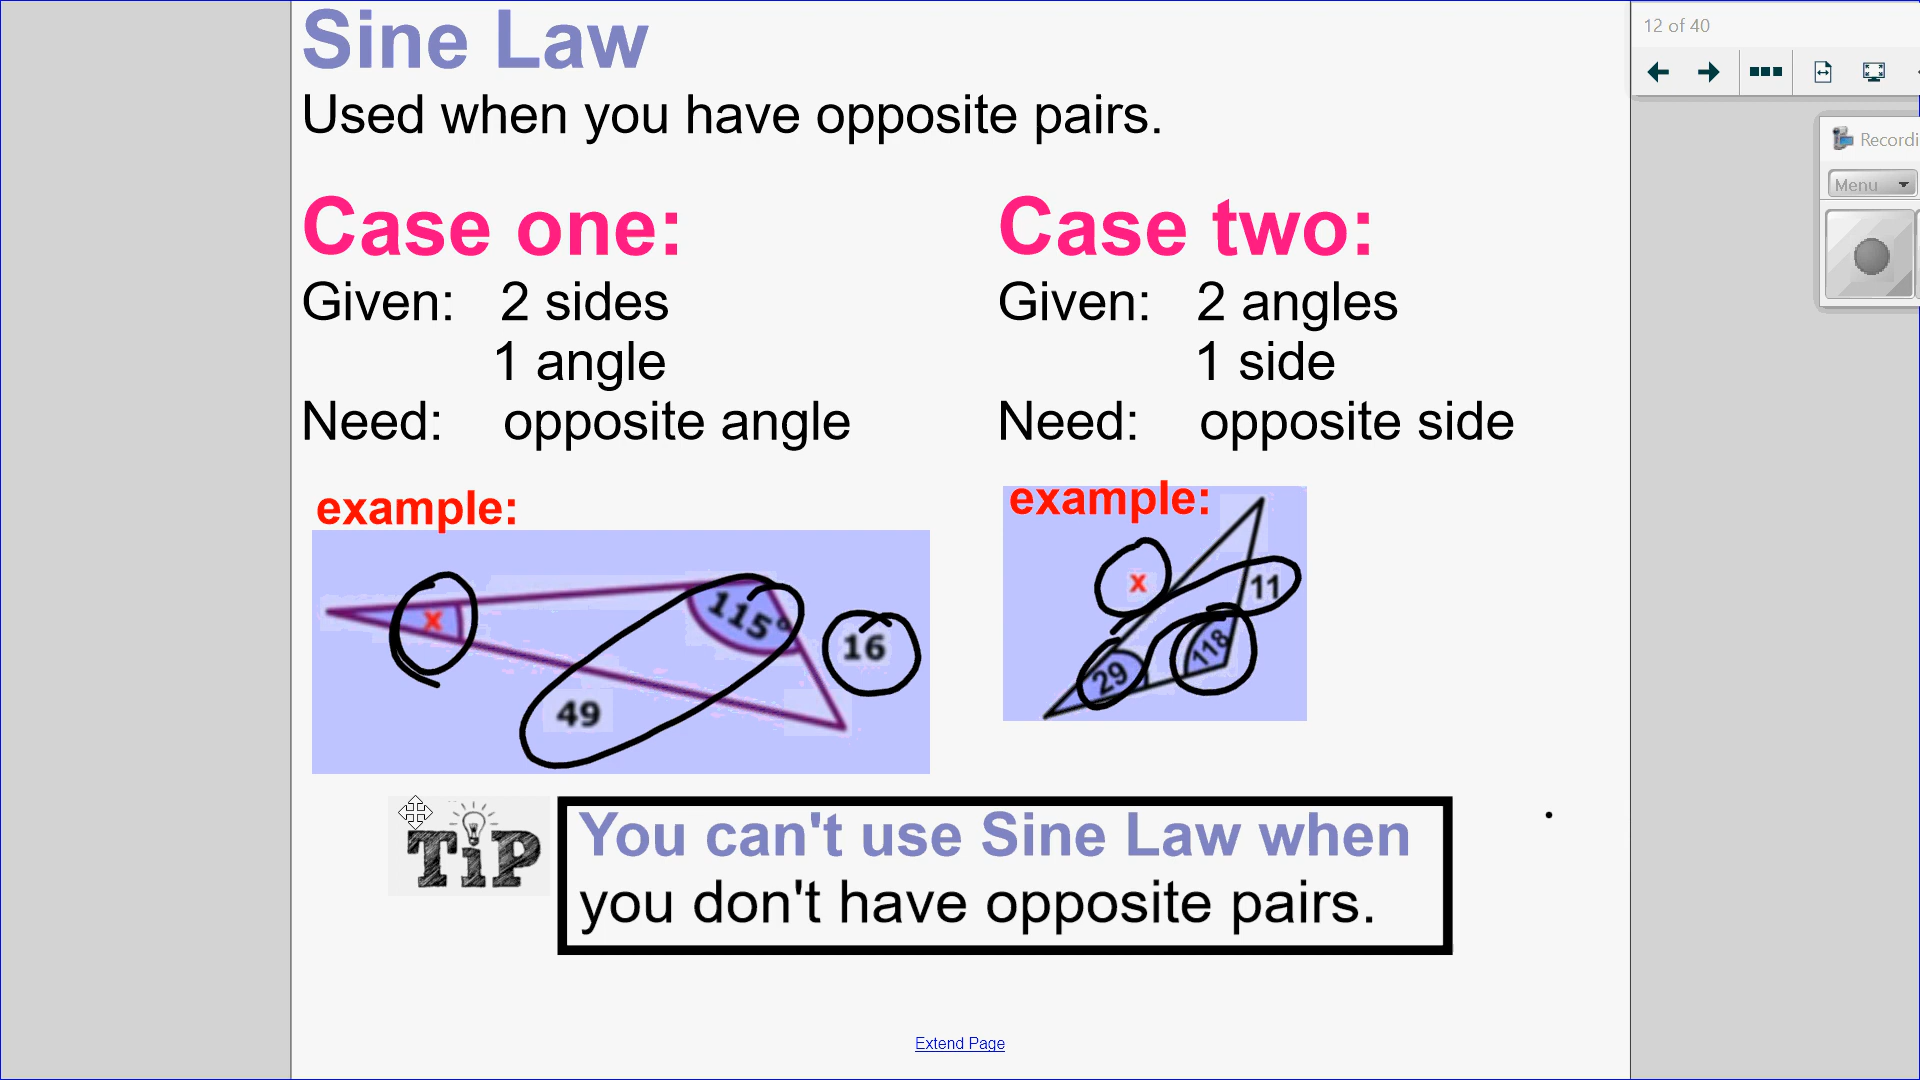 Sine Law
Used when you have opposite pairs.
Case one:
Given: 2 sides
1 angle
Need: opposite angle
example:
x
115°
16
49
Case two:
Given: 2 angles
1 side
Need: opposite side
example:
x
11
29
118
TiP
You can't use Sine Law when
you don't have opposite pairs.
Extend Page
12 of 40
Recordi
Menu